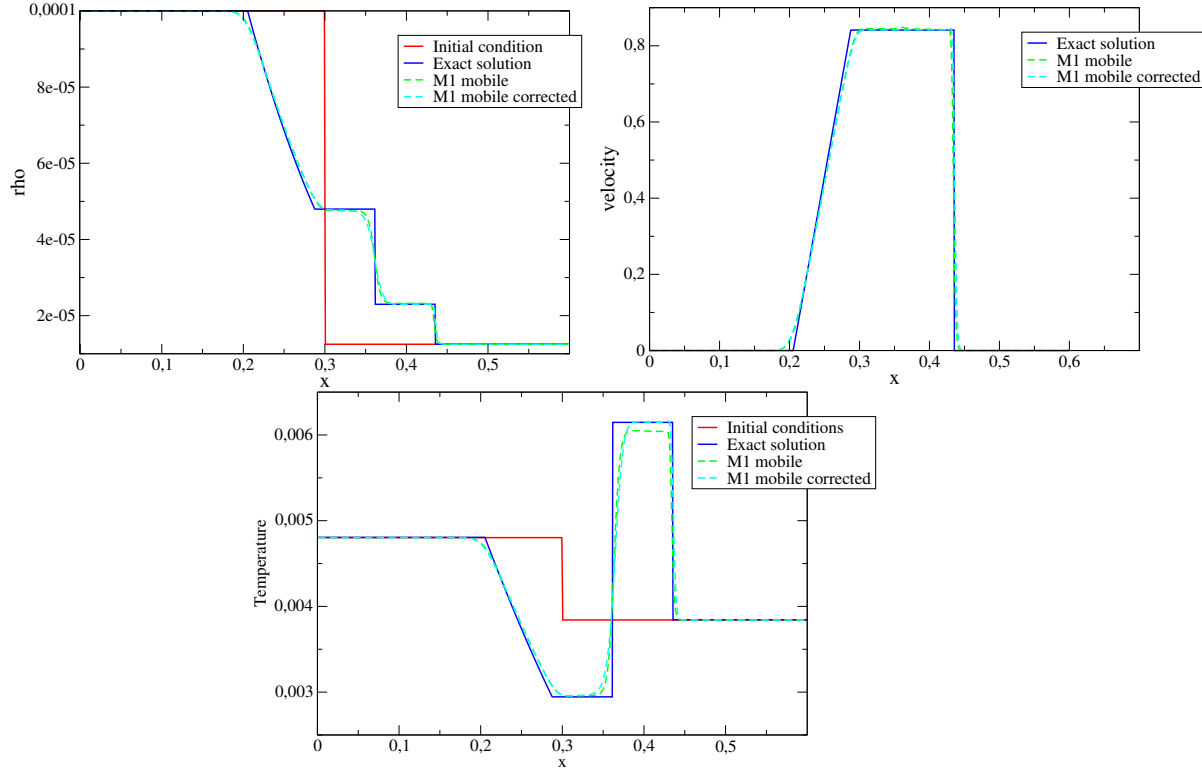 0,0001
8e-05
6e-05
4e-05
2e-05
rho
0
0,1
0,2
0,3
0,4
0,5
x
Initial condition
Exact solution
M1 mobile
M1 mobile corrected
0,8
0,6
0,4
0,2
0
velocity
0
0,1
0,2
0,3
0,4
0,5
0,6
x
Exact solution
M1 mobile
M1 mobile corrected
0,006
0,005
0,004
0,003
Temperature
0
0,1
0,2
0,3
0,4
0,5
x
Initial conditions
Exact solution
M1 mobile
M1 mobile corrected